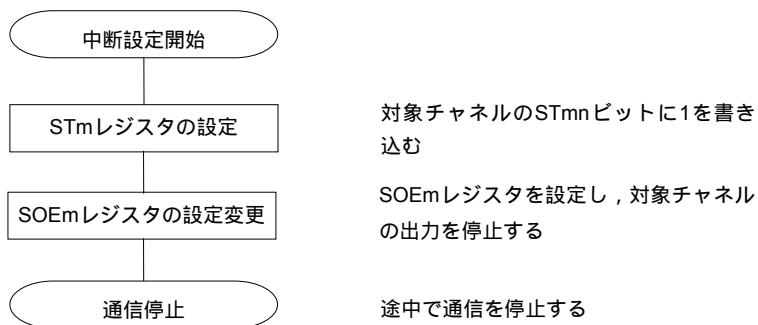 中断設定開始
STmレジスタの設定
対象チャネルのSTmnビットに1を書き
込む
SOEmレジスタの設定変更
SOEmレジスタを設定し，対象チャネル
の出力を停止する
通信停止
途中で通信を停止する